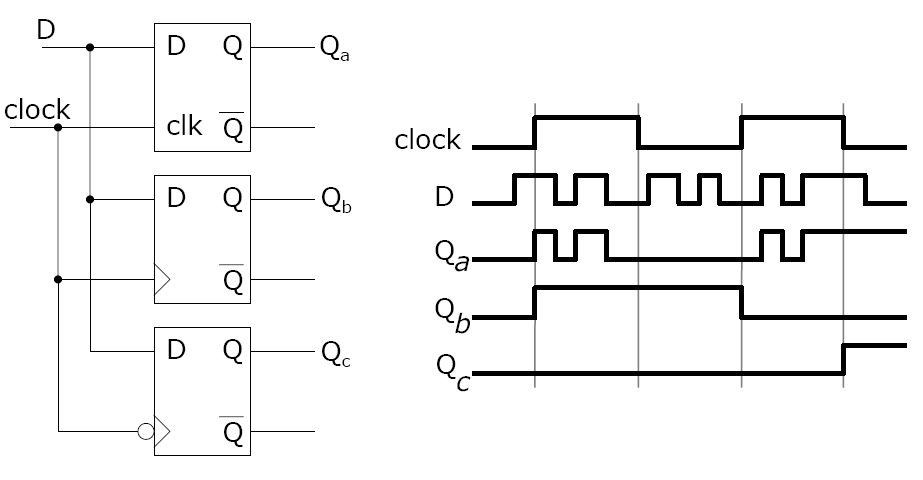 D
D Q Qa
clock
clk Q
D Q Qb
Q
D Q Qc
Q
clock
D
Qa
Qb
Qc